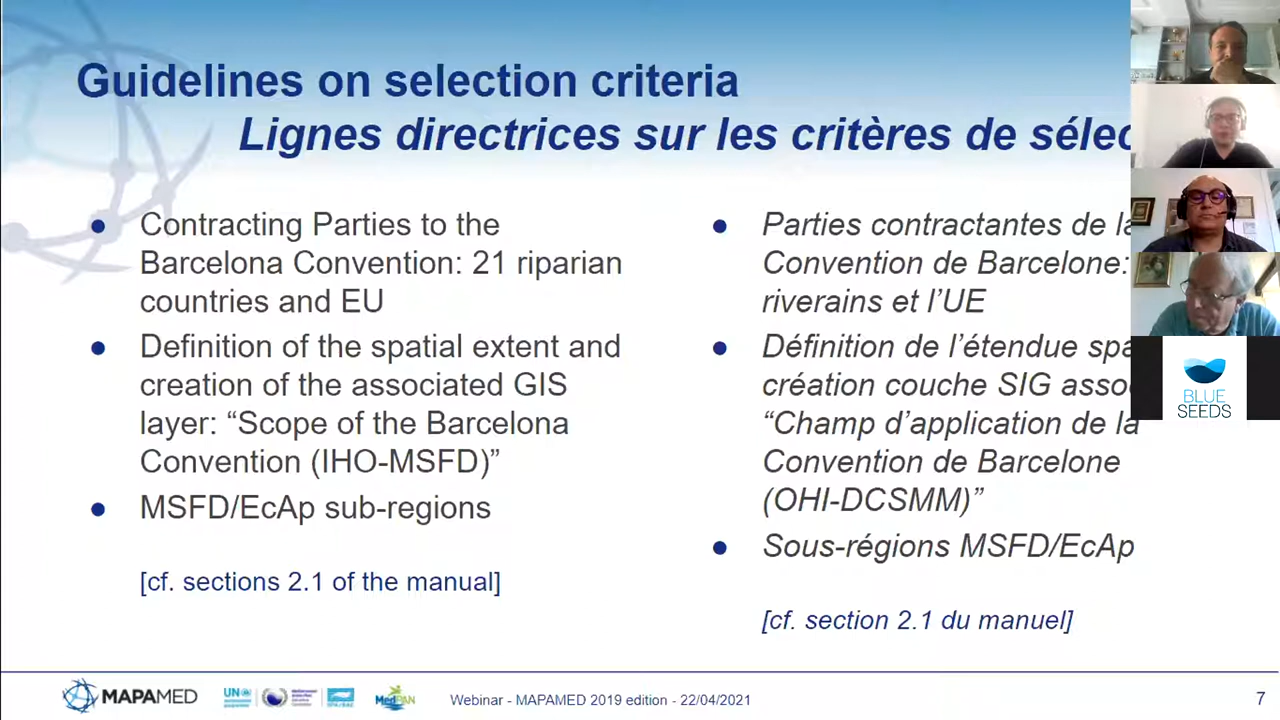 Guidelines on selection criteria
Lignes directrices sur les critères de
● Contracting Parties to the
Barcelona Convention: 21 riparian
countries and EU
● Definition of the spatial extent and
creation of the associated GIS
layer: “Scope of the Barcelona
Convention (IHO-MSFD)”
● MSFD/EcAp sub-regions
[cf. sections 2.1 of the manual]
● Parties contractantes de la
Convention de Barcelone:
riverains et l’UE
● Définition de l’étendue
création couche SIG
“Champ d’application de la
Convention de Barcelone
(OHI-DCSMM)”
● Sous-régions MSFD/EcAp
[cf. section 2.1 du manuel]
BLUE
SEEDS
MAPAMED
UN
MedPAN
Webinar - MAPAMED 2019 edition - 22/04/2021
7